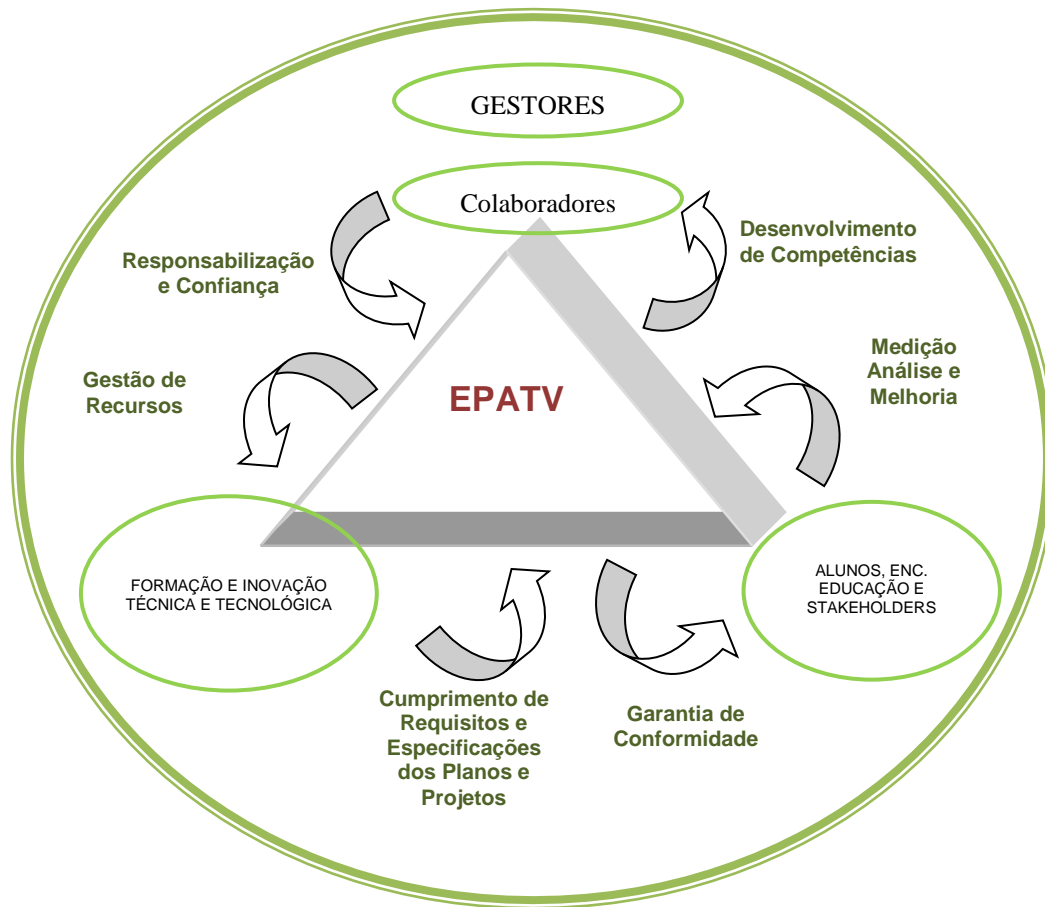 GESTORES
Colaboradores
Responsabilização
e Confiança
Desenvolvimento
de Competências
Gestão de
Recursos
EPATV
Medição
Análise e
Melhoria
FORMAÇÃO E INOVAÇÃO
TÉCNICA E TECNOLÓGICA
ALUNOS, ENC.
EDUCAÇÃO E
STAKEHOLDERS
Cumprimento de
Requisitos e
Especificações
dos Planos e
Projetos
Garantia de
Conformidade